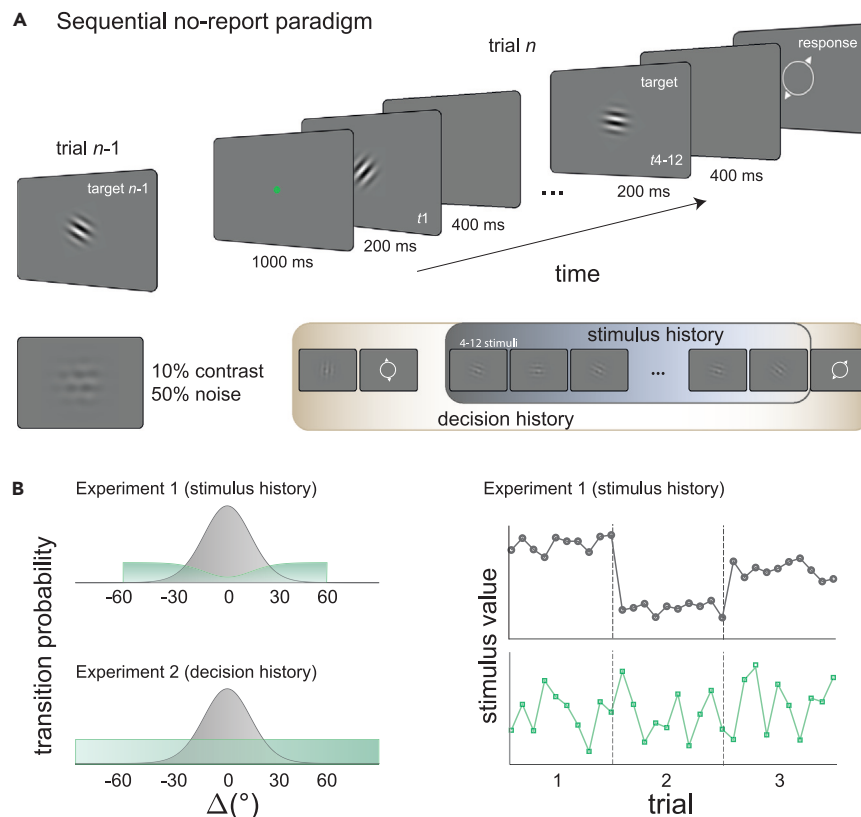 A Sequential no-report paradigm
trial n
response
target
trial n-1
target n-1
t4-12
t1
400 ms
200 ms
400 ms
200 ms
1000 ms
time
stimulus history
4-12 stimuli
10% contrast
50% noise
decision history
B
Experiment 1 (stimulus history)
-60 -30 0 30 60
Experiment 2 (decision history)
-60 -30 0 30 60
transition probability
Δ(°)
Experiment 1 (stimulus history)
stimulus value
1 2 3
trial